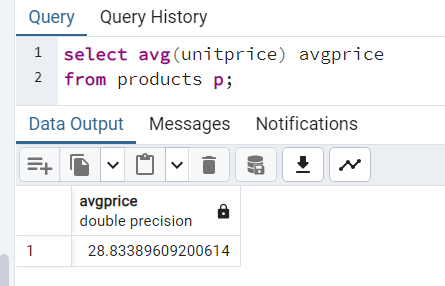 Query Query History
1 select avg(unitprice) avgprice
2 from products p;
Data Output Messages Notifications
avgprice
double precision
1 28.83389609200614